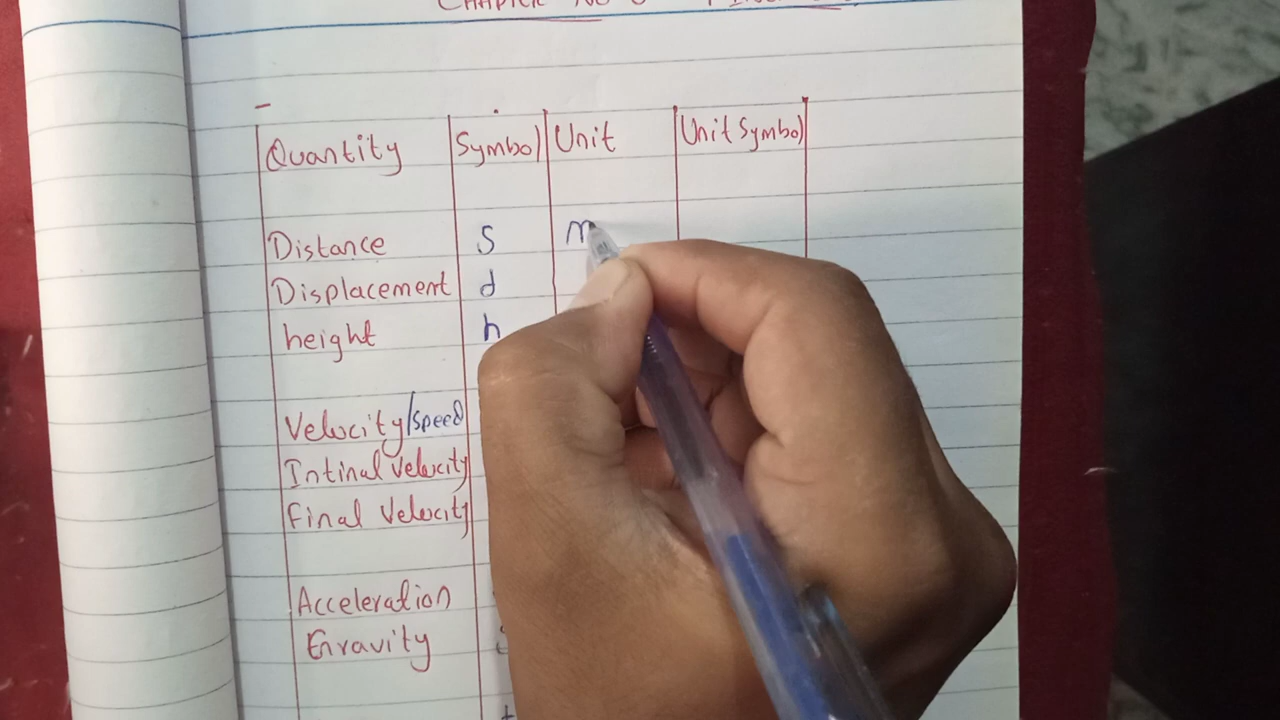 Quantity Symbol Unit Unit Symbol
Distance S m
Displacement d
height h
Velocity/speed
Intinal velocity
final velocity
Acceleration
Gravity
t